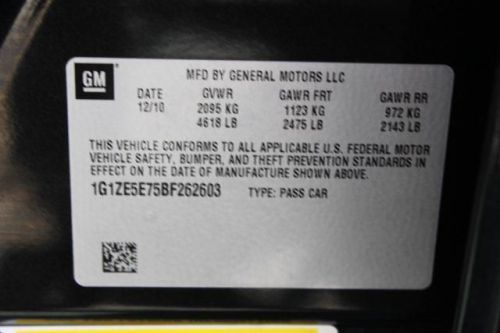 GM
MFD BY GENERAL MOTORS LLC
DATE GVWR GAWR FRT GAWR RR
12/10 2095 KG 1123 KG 972 KG
4618 LB 2475 LB 2143 LB
THIS VEHICLE CONFORMS TO ALL APPLICABLE U.S. FEDERAL MOTOR
VEHICLE SAFETY, BUMPER, AND THEFT PREVENTION STANDARDS IN
EFFECT ON THE DATE OF MANUFACTURE SHOWN ABOVE.
1G1ZE5E75BF262603 TYPE: PASS CAR